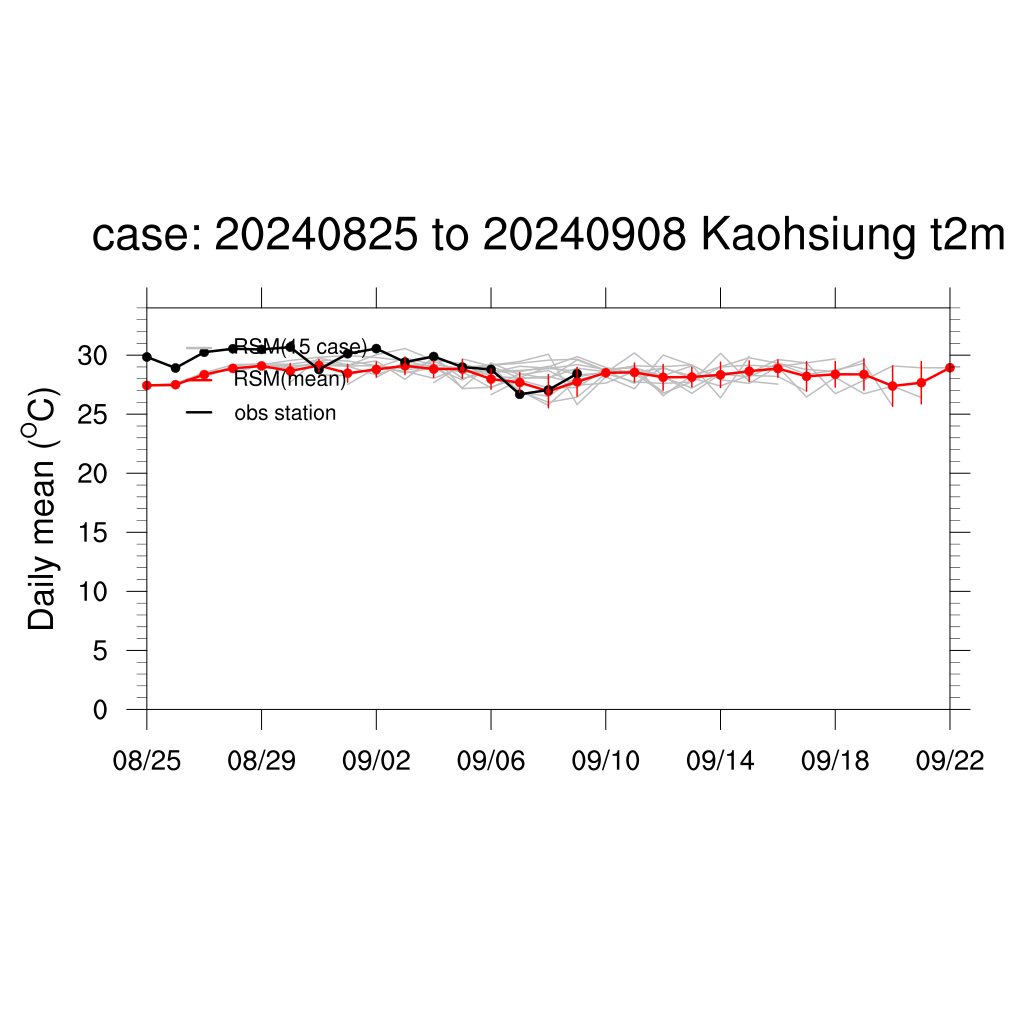 case: 20240825 to 20240908 Kaohsiung t2m
Daily mean (°C)
30
25
20
15
10
5
0
RSM(15 case)
RSM(mean)
obs station
08/25 08/29 09/02 09/06 09/10 09/14 09/18 09/22